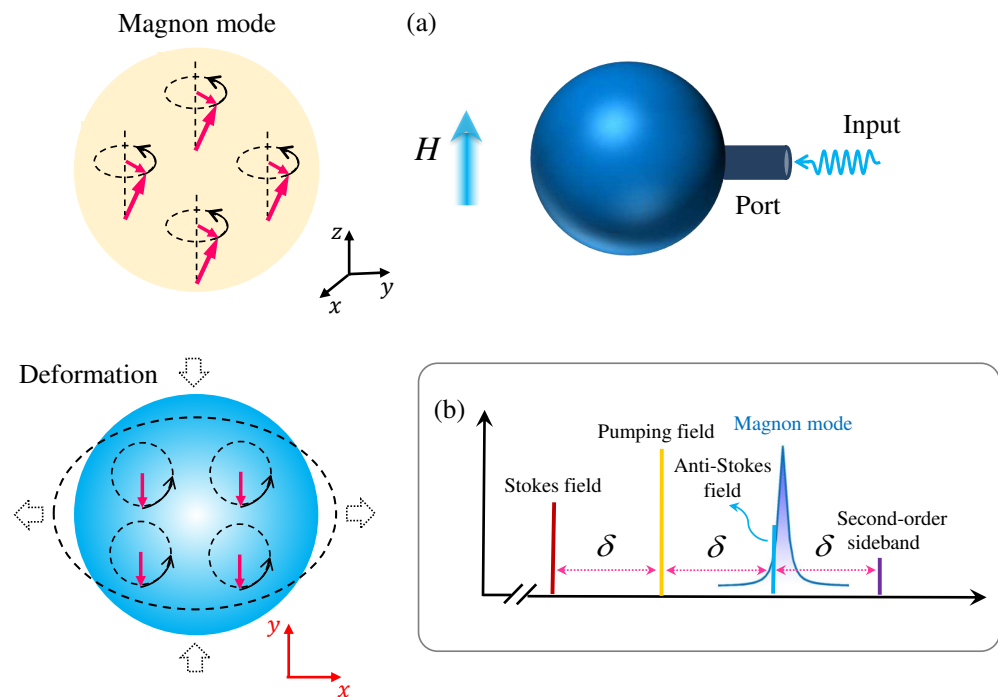 Magnon mode
(a)
H
Input
Port
z
y
x
Deformation
y
x
(b)
Magnon mode
Pumping field
Anti-Stokes
field
Stokes field
Second-order
sideband
δ
δ
δ